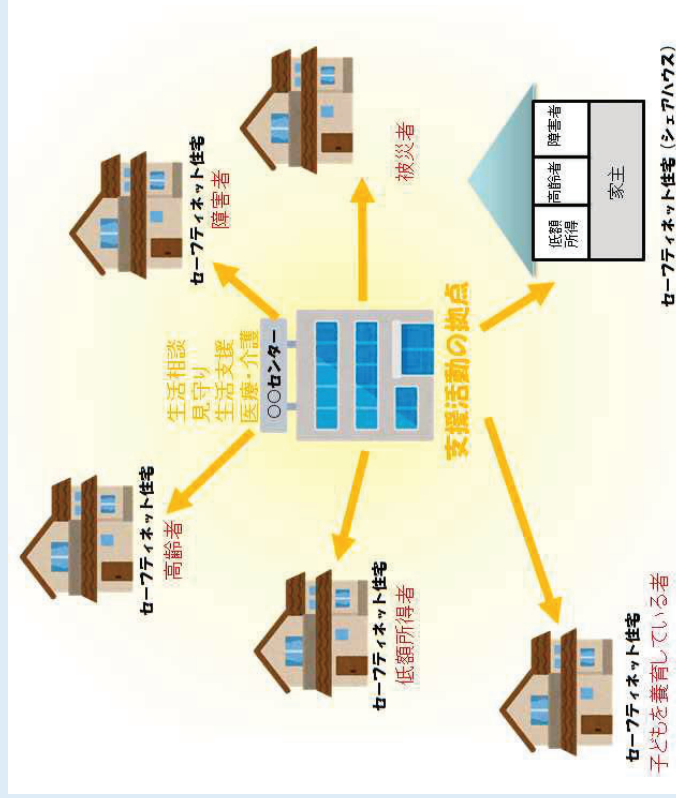 セーフティネット住宅
高齢者
セーフティネット住宅
障害者
生活相談
見守り
生活支援
医療・介護
〇〇センター
支援活動の拠点
セーフティネット住宅
低額所得者
被災者
セーフティネット住宅
子どもを養育している者
低額
所得
高齢者
障害者
家主
セーフティネット住宅(シェアハウス)